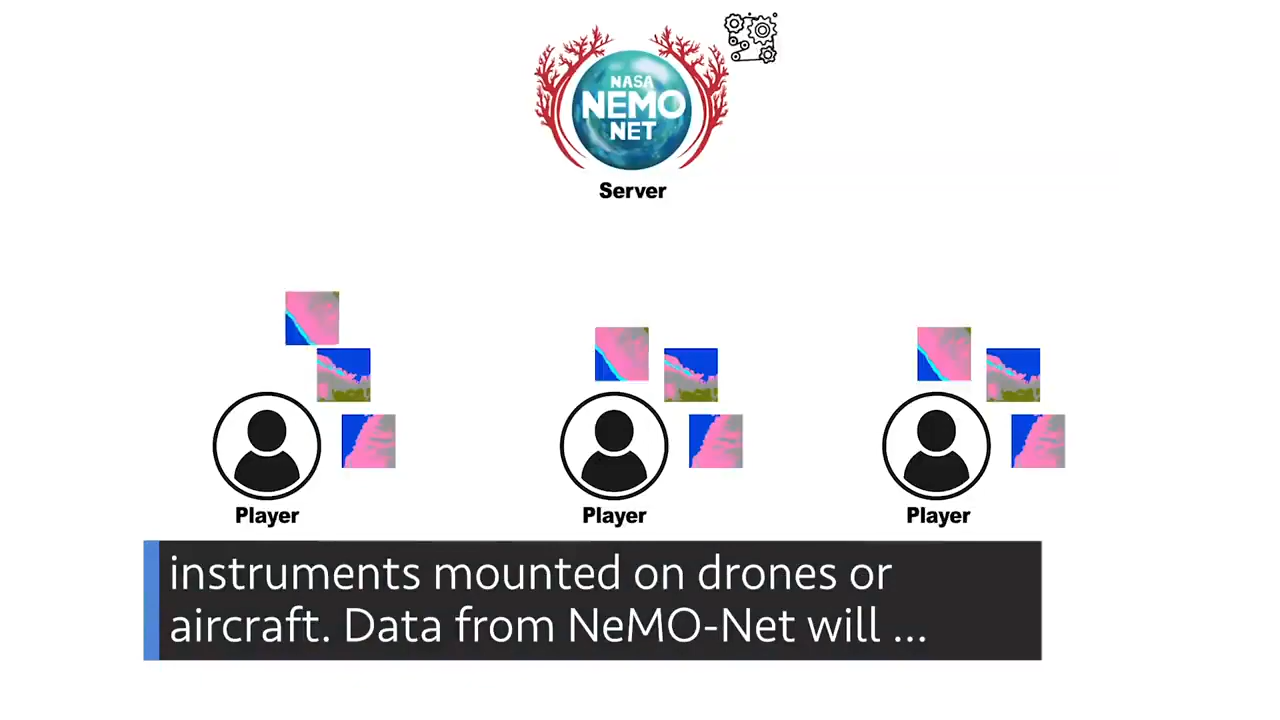 NASA
NEMO
NET
Server
Player
Player
Player
instruments mounted on drones or
aircraft. Data from NeMO-Net will ...